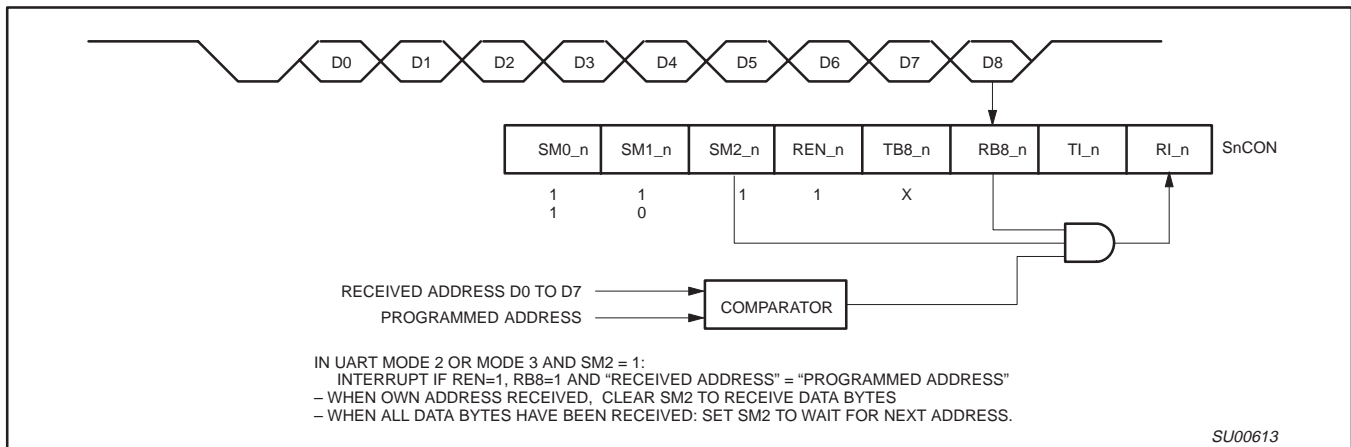 D0 D1 D2 D3 D4 D5 D6 D7 D8
SM0_n SM1_n SM2_n REN_n TB8_n RB8_n TI_n RI_n SnCON
1 1 1 1 X
1 0
RECEIVED ADDRESS D0 TO D7
COMPARATOR
PROGRAMMED ADDRESS
IN UART MODE 2 OR MODE 3 AND SM2 = 1:
INTERRUPT IF REN=1, RB8=1 AND “RECEIVED ADDRESS” = “PROGRAMMED ADDRESS”
– WHEN OWN ADDRESS RECEIVED, CLEAR SM2 TO RECEIVE DATA BYTES
– WHEN ALL DATA BYTES HAVE BEEN RECEIVED: SET SM2 TO WAIT FOR NEXT ADDRESS.
SU00613